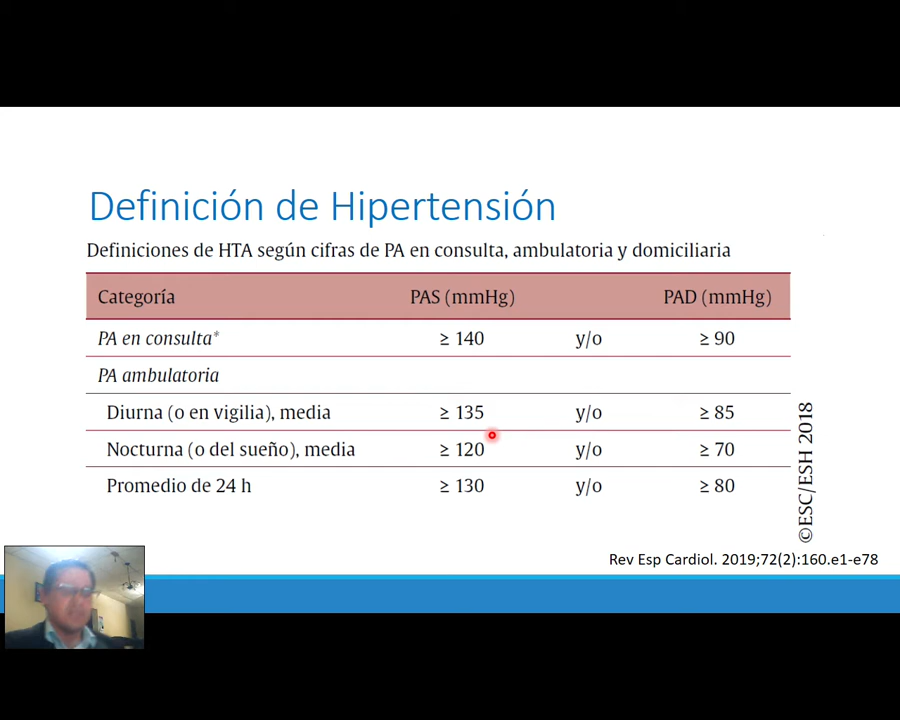 Definición de Hipertensión
Definiciones de HTA según cifras de PA en consulta, ambulatoria y domiciliaria
Categoría PAS (mmHg) PAD (mmHg)
PA en consulta* ≥ 140 y/o ≥ 90
PA ambulatoria
Diurna (o en vigilia), media ≥ 135 y/o ≥ 85
Nocturna (o del sueño), media ≥ 120 y/o ≥ 70
Promedio de 24 h ≥ 130 y/o ≥ 80
©ESC/ESH 2018
Rev Esp Cardiol. 2019;72(2):160.e1-e78